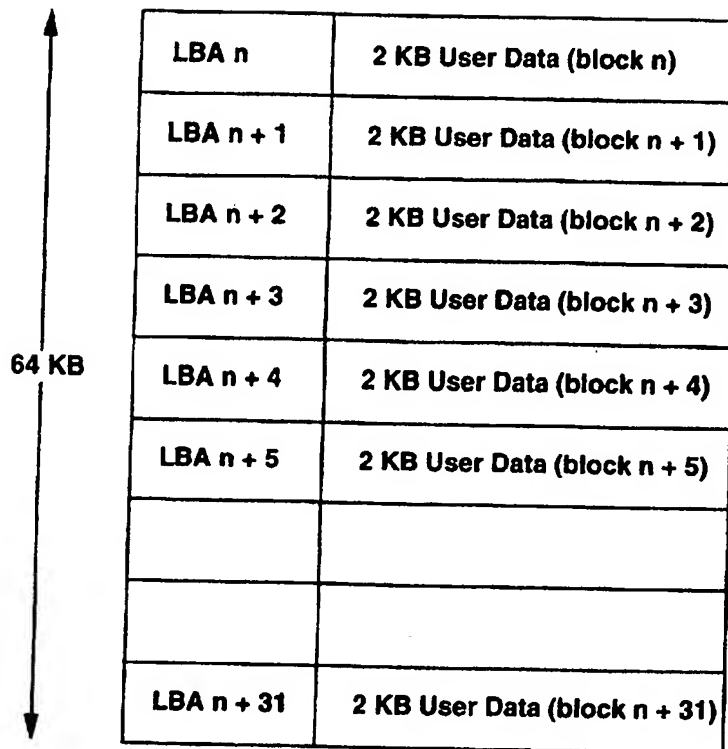 LBA n 2 KB User Data (block n)
LBA n + 1 2 KB User Data (block n + 1)
LBA n + 2 2 KB User Data (block n + 2)
LBA n + 3 2 KB User Data (block n + 3)
64 KB
LBA n + 4 2 KB User Data (block n + 4)
LBA n + 5 2 KB User Data (block n + 5)
LBA n + 31 2 KB User Data (block n + 31)